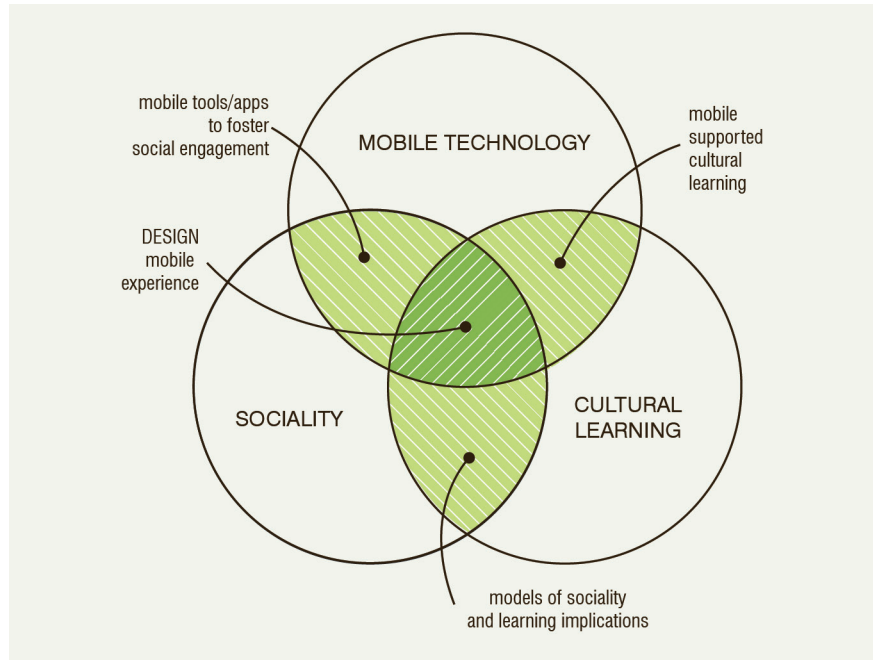 mobile tools/apps
to foster
social engagement
MOBILE TECHNOLOGY
mobile
supported
cultural
learning
DESIGN
mobile
experience
SOCIALITY
CULTURAL
LEARNING
models of sociality
and learning implications